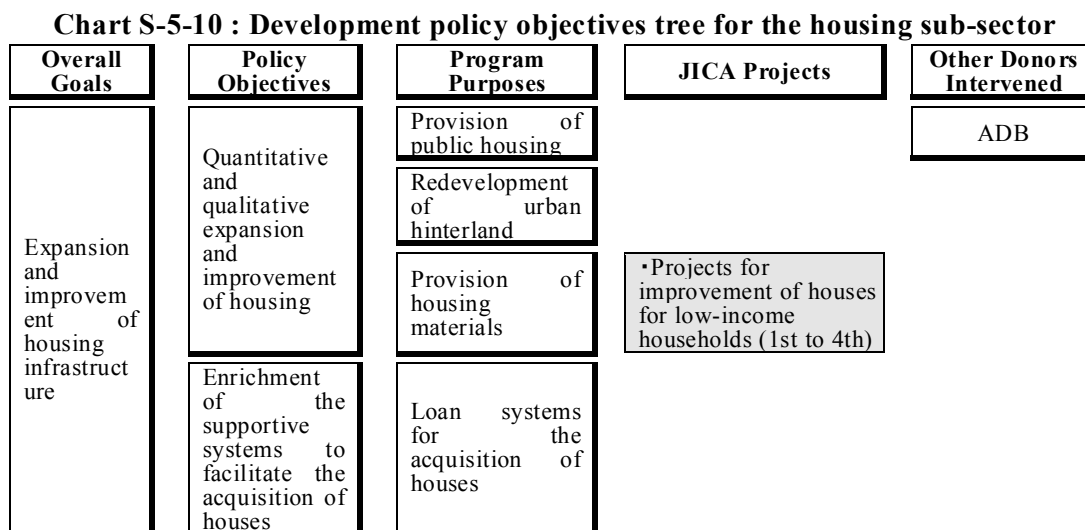 Chart S-5-10 : Development policy objectives tree for the housing sub-sector
Overall
Goals
Policy
Objectives
Program
Purposes
JICA Projects
Other Donors
Intervened
Expansion
and
improvem
ent of
housing
infrastruct
ure
Quantitative
and
qualitative
expansion
and
improvement
of housing
Enrichment
of the
supportive
systems to
facilitate the
acquisition of
houses
Provision of
public housing
Redevelopment
of urban
hinterland
Provision of
housing
materials
Loan systems
for the
acquisition of
houses
・Projects for
improvement of houses
for low-income
households (1st to 4th)
ADB